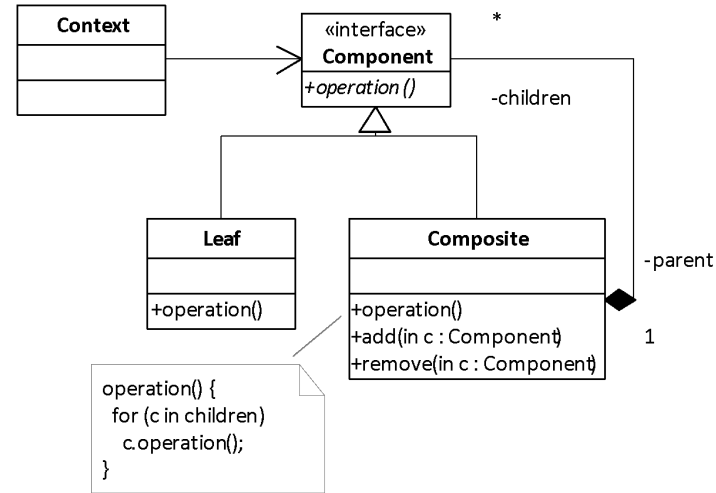 Context
«interface»
Component
+operation()
*
-children
Leaf
+operation()
Composite
+operation()
+add(in c : Component)
+remove(in c : Component)
-parent
1
operation() {
for (c in children)
c.operation();
}